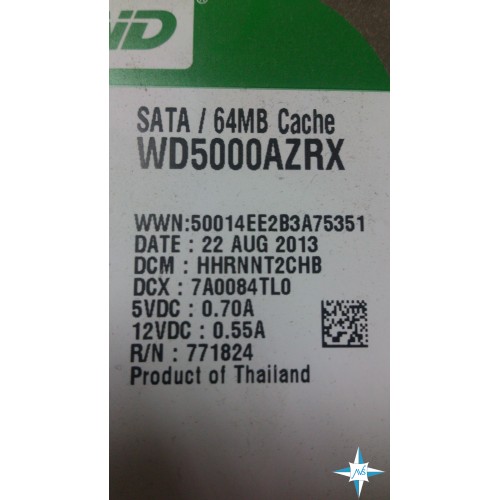 WD
SATA / 64MB Cache
WD5000AZRX
WWN:50014EE2B3A75351
DATE : 22 AUG 2013
DCM : HHRNNT2CHB
DCX : 7A0084TL0
5VDC : 0.70A
12VDC : 0.55A
R/N : 771824
Product of Thailand